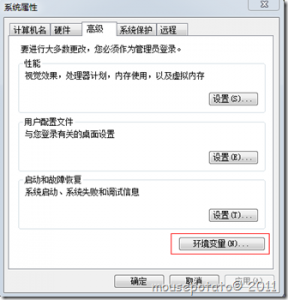 系统属性
计算机名 硬件 高级 系统保护 远程
要进行大多数更改，您必须作为管理员登录。
性能
视觉效果，处理器计划，内存使用，以及虚拟内存
设置(S)...
用户配置文件
与您登录有关的桌面设置
设置(E)...
启动和故障恢复
系统启动、系统失败和调试信息
设置(T)...
环境变量(N)...
确定 取消 应用(A)
mousepotato© 2011